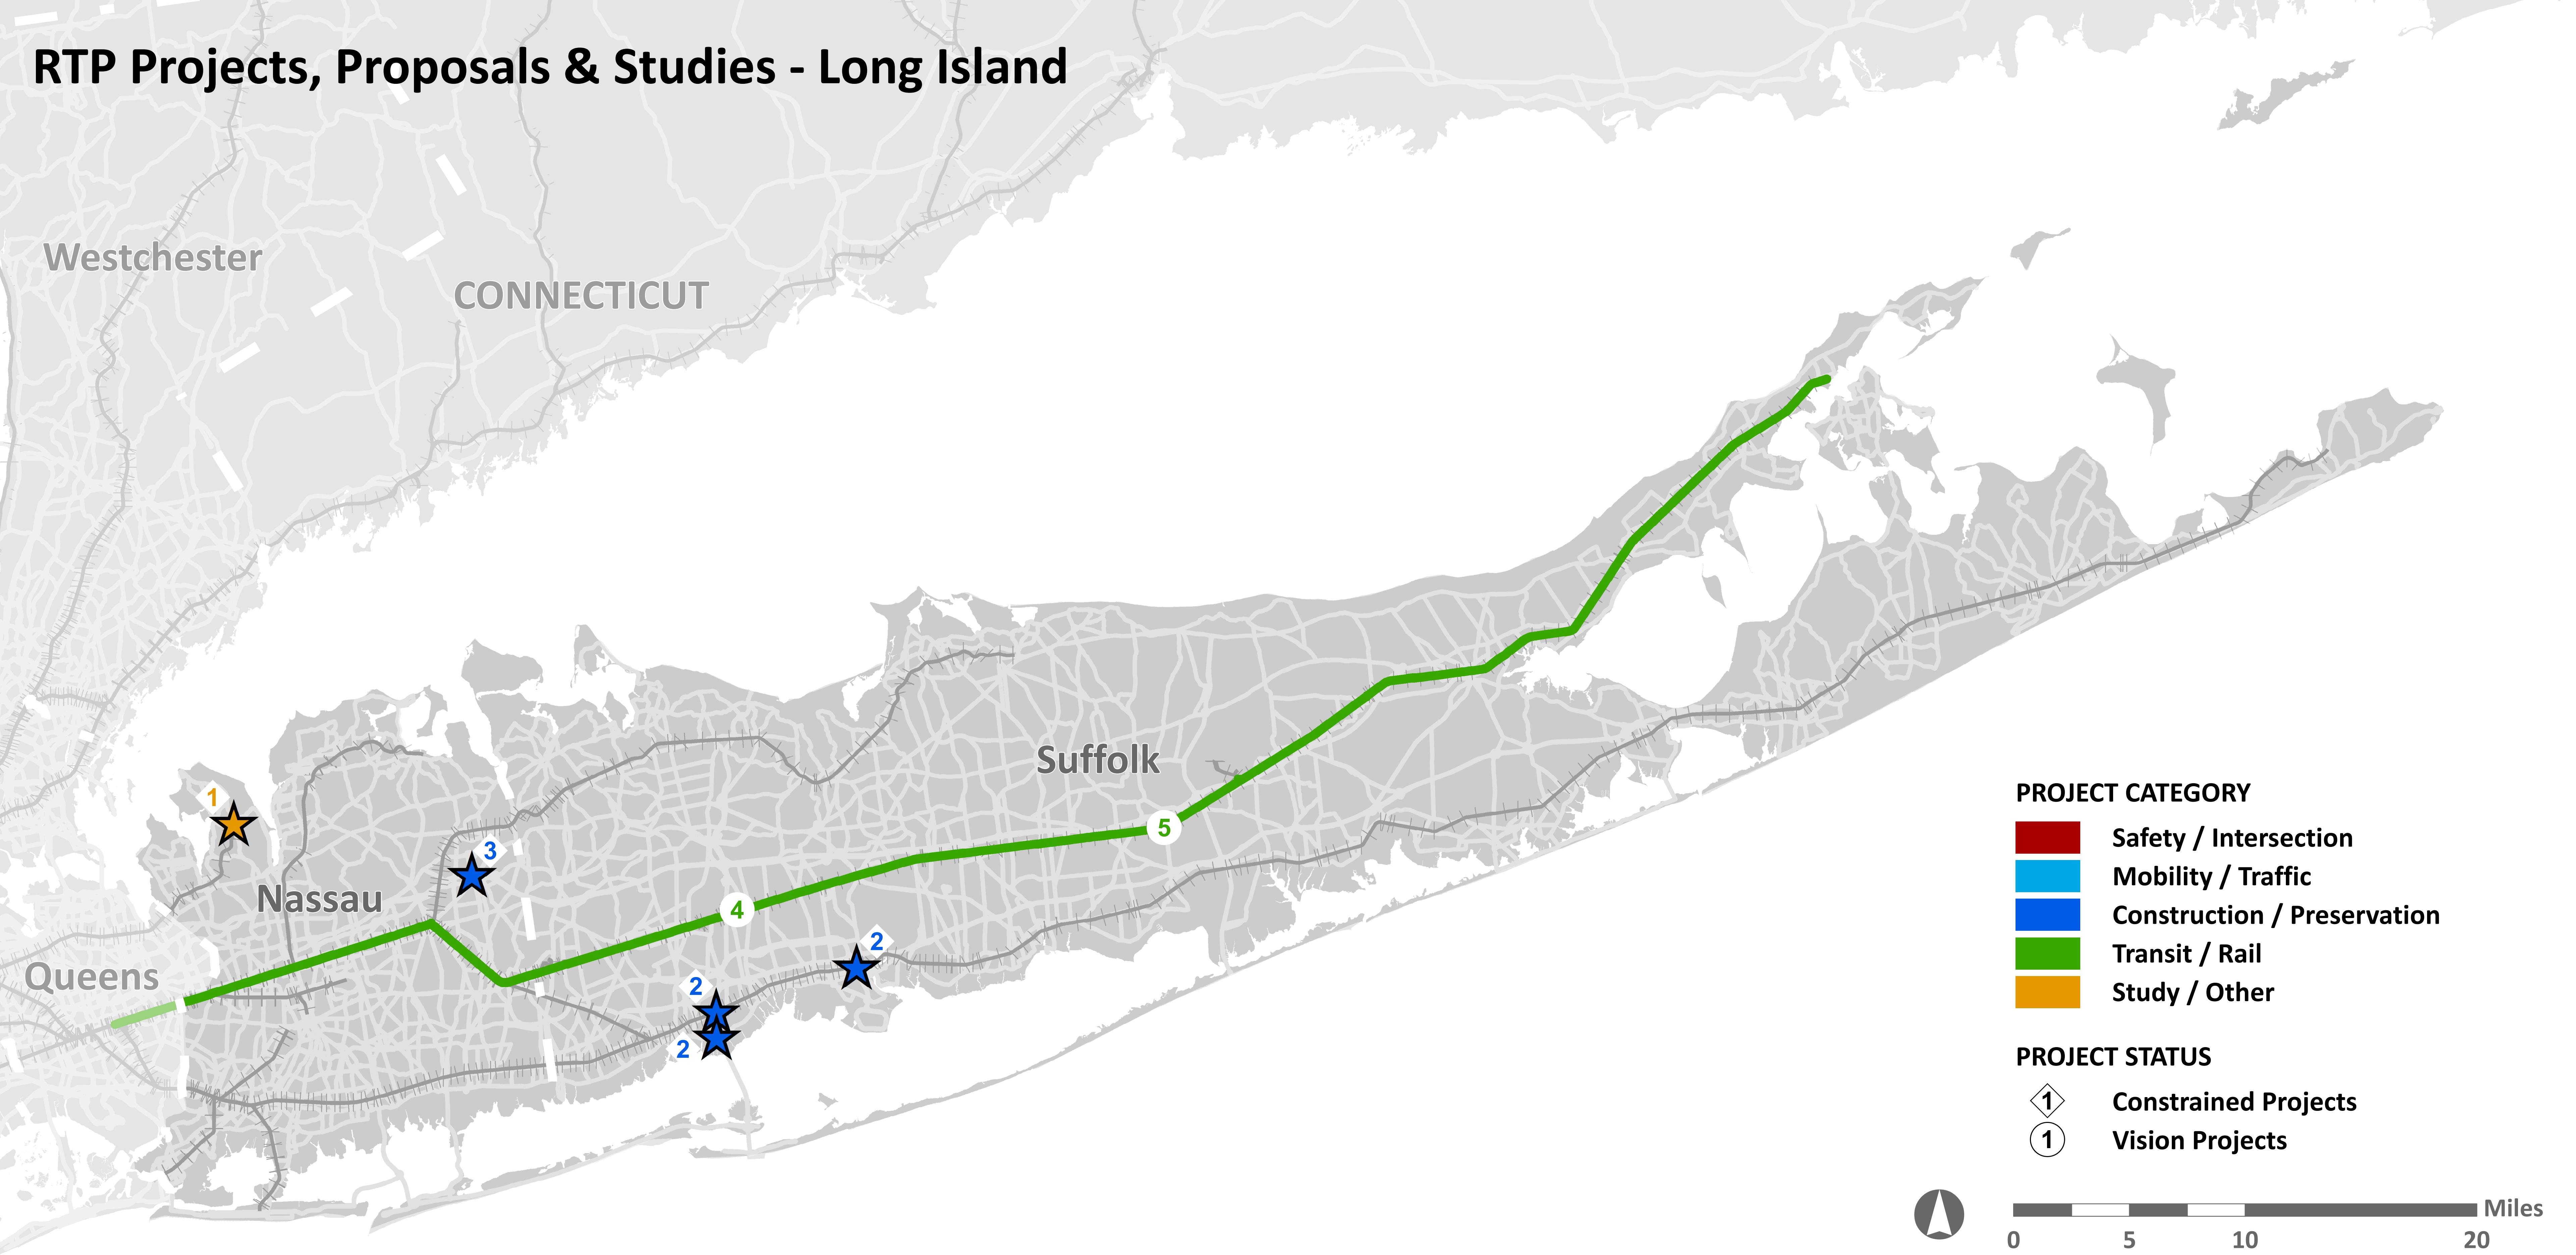 RTP Projects, Proposals & Studies - Long Island
Westchester
CONNECTICUT
Suffolk
1
3
Nassau
5
4
2
Queens
2
2
PROJECT CATEGORY
Safety / Intersection
Mobility / Traffic
Construction / Preservation
Transit / Rail
Study / Other
PROJECT STATUS
1 Constrained Projects
1 Vision Projects
Miles
0 5 10 20